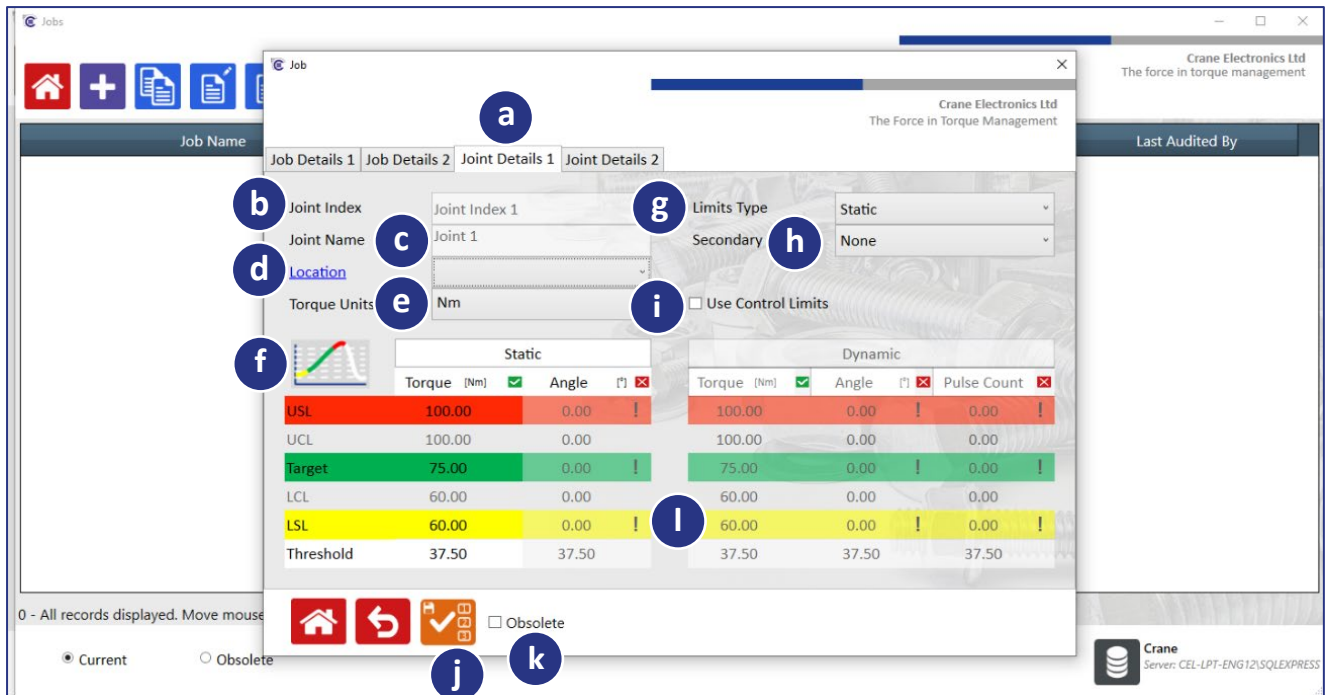 Jobs
Crane Electronics Ltd
The force in torque management
Job
Crane Electronics Ltd
The Force in Torque Management
a
Job Name
Last Audited By
Job Details 1 Job Details 2 Joint Details 1 Joint Details 2
b Joint Index Joint Index 1 g Limits Type Static
Joint Name c Joint 1 Secondary h None
d Location
Torque Units e Nm i Use Control Limits
f Static Dynamic
Torque [Nm] Angle [°] Torque [Nm] Angle [°] Pulse Count
USL 100.00 0.00 ! 100.00 0.00 ! 0.00 !
UCL 100.00 0.00 100.00 0.00 0.00
Target 75.00 0.00 ! 75.00 0.00 ! 0.00 !
LCL 60.00 0.00 60.00 0.00 0.00
LSL 60.00 0.00 ! l 60.00 0.00 ! 0.00 !
Threshold 37.50 37.50 37.50 37.50 37.50
0 - All records displayed. Move mouse
1
2
3
Obsolete
j k
Current Obsolete
Crane
Server: CEL-LPT-ENG12\SQLEXPRESS